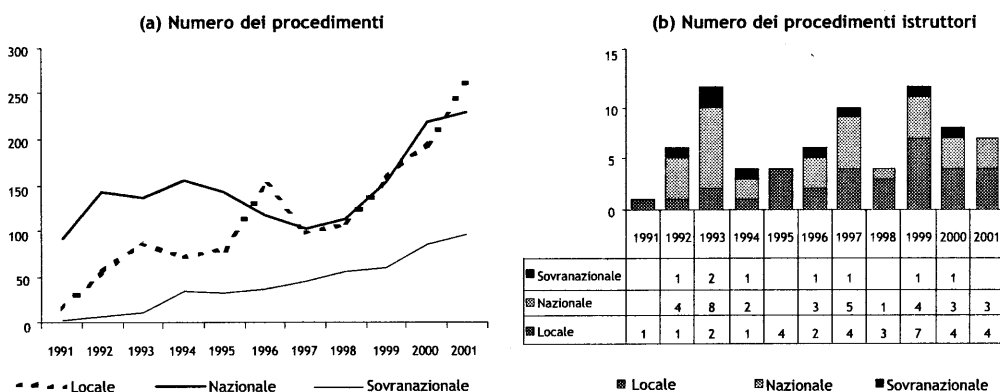 (a) Numero dei procedimenti
300
250
200
150
100
50
0
1991 1992 1993 1994 1995 1996 1997 1998 1999 2000 2001
Locale Nazionale Sovranazionale
(b) Numero dei procedimenti istruttori
15
10
5
0
1991 1992 1993 1994 1995 1996 1997 1998 1999 2000 2001
Sovranazionale 1 2 1 1 1 1 1
Nazionale 4 8 2 3 5 1 4 3 3
Locale 1 1 2 1 4 2 4 3 7 4 4
Locale Nazionale Sovranazionale